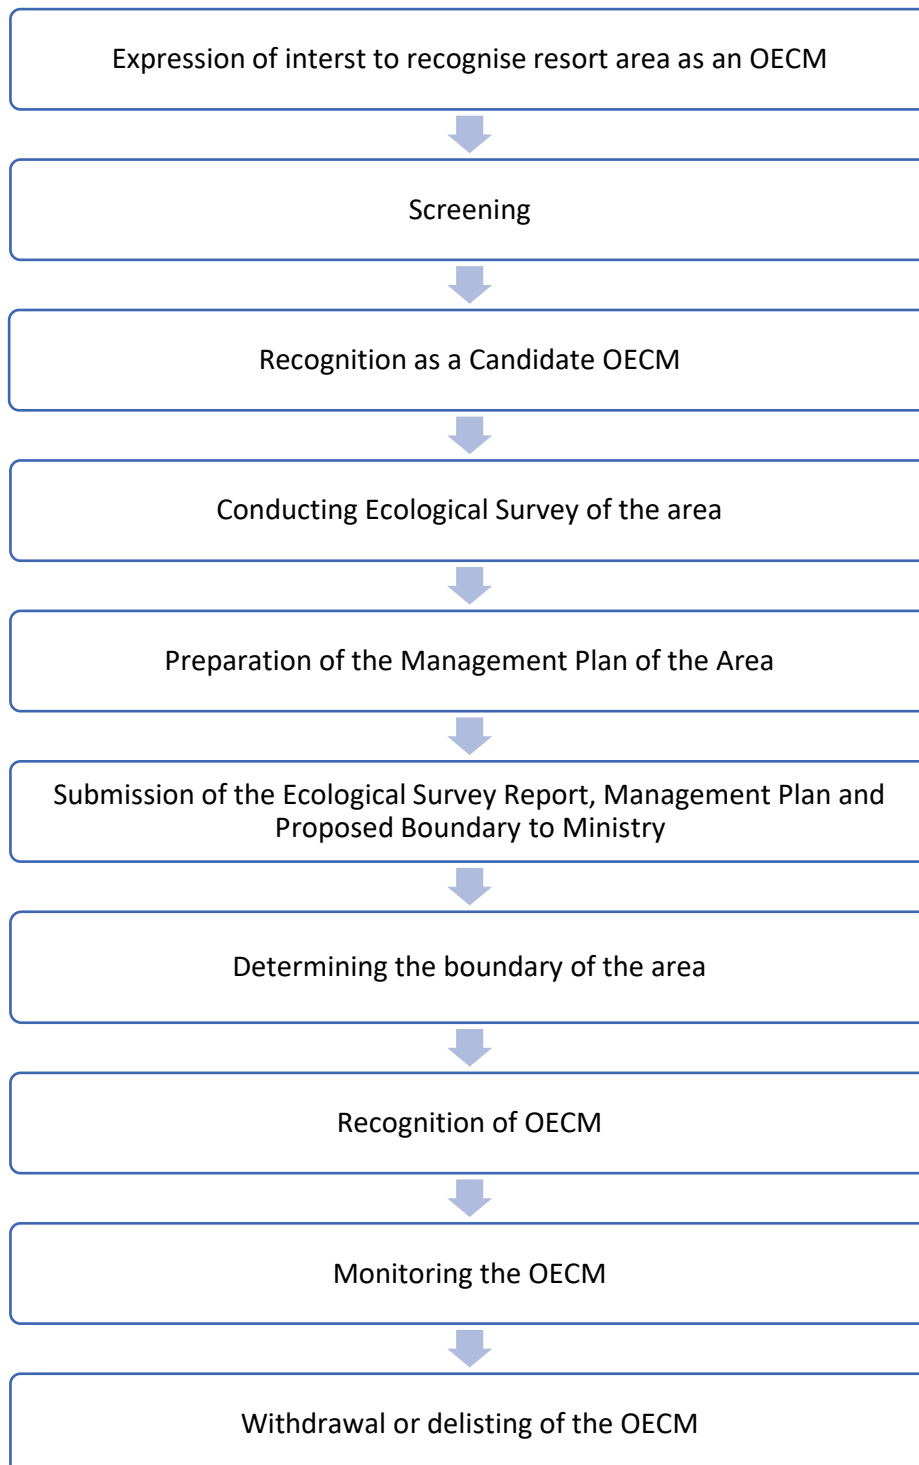 Expression of interst to recognise resort area as an OECM
Screening
Recognition as a Candidate OECM
Conducting Ecological Survey of the area
Preparation of the Management Plan of the Area
Submission of the Ecological Survey Report, Management Plan and
Proposed Boundary to Ministry
Determining the boundary of the area
Recognition of OECM
Monitoring the OECM
Withdrawal or delisting of the OECM